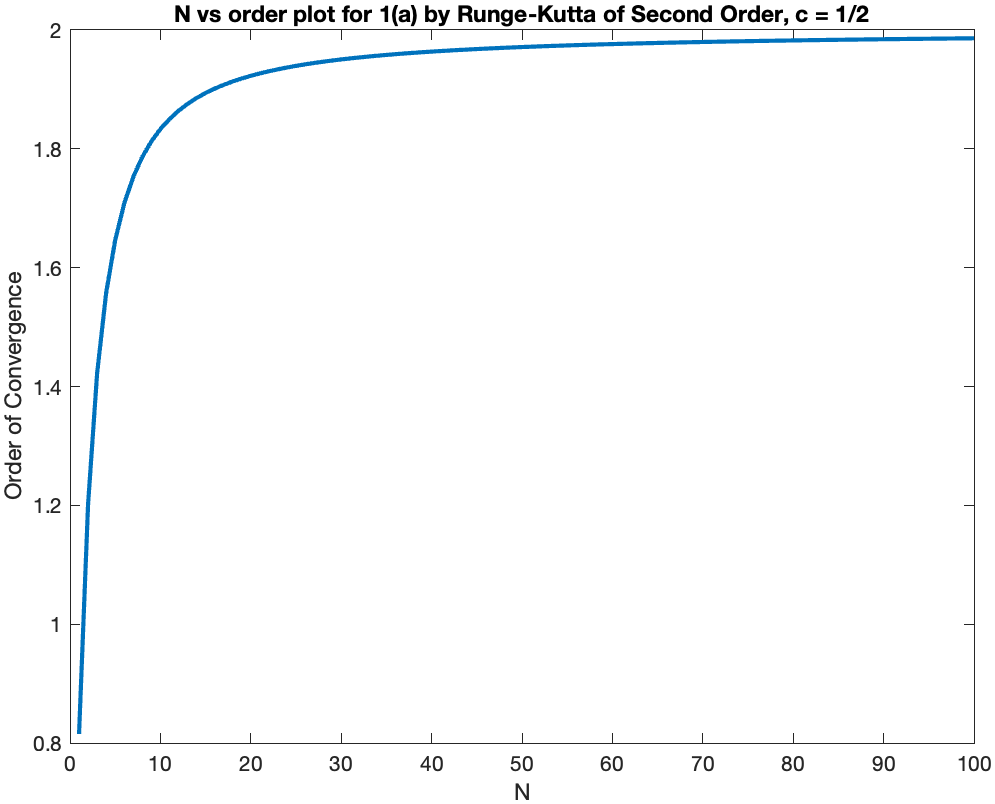 N vs order plot for 1(a) by Runge-Kutta of Second Order, c = 1/2
Order of Convergence
2
1.8
1.6
1.4
1.2
1
0.8
0 10 20 30 40 50 60 70 80 90 100
N